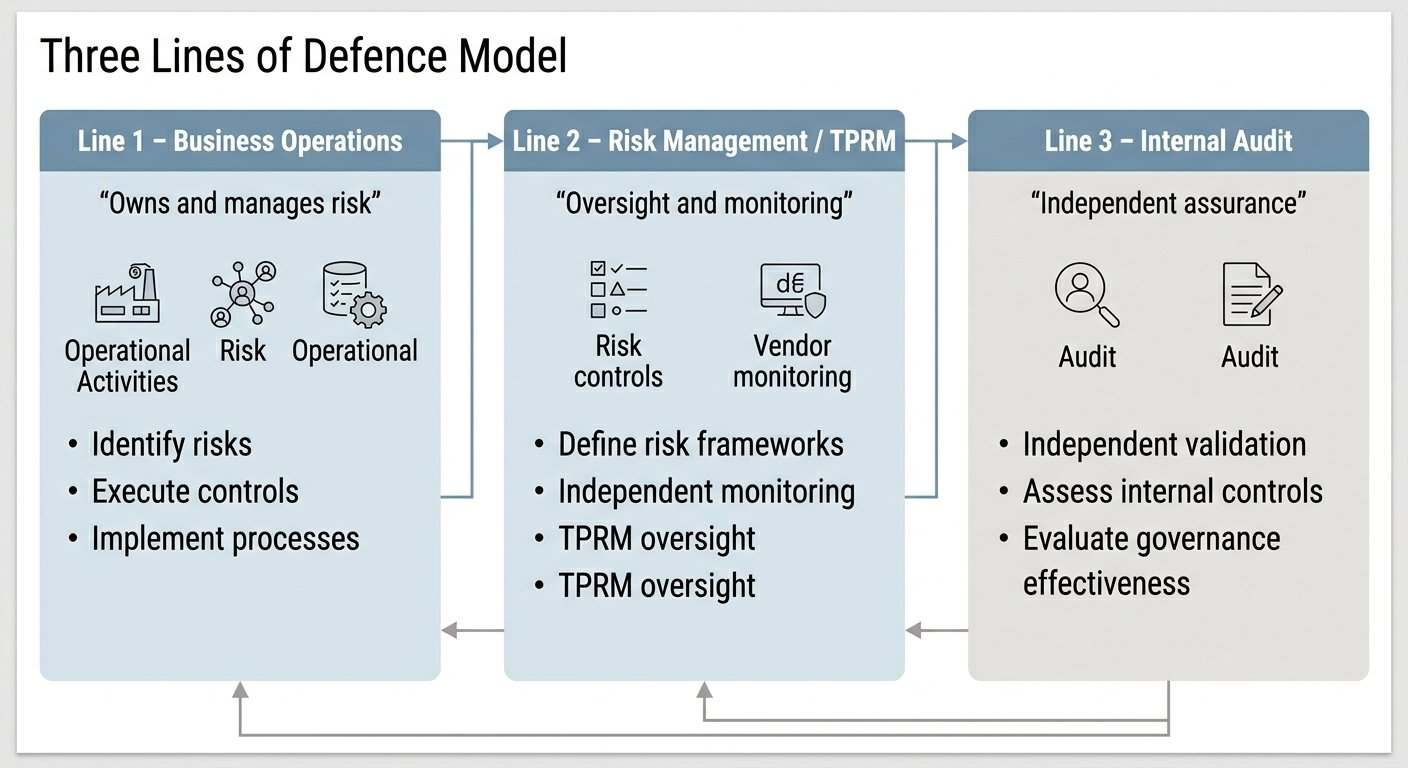 Three Lines of Defence Model
Line 1 – Business Operations
“Owns and manages risk”
Operational
Activities
Risk
Operational
• Identify risks
• Execute controls
• Implement processes
Line 2 – Risk Management / TPRM
“Oversight and monitoring”
Risk
controls
d€
Vendor
monitoring
• Define risk frameworks
• Independent monitoring
• TPRM oversight
• TPRM oversight
Line 3 – Internal Audit
“Independent assurance”
Audit
Audit
• Independent validation
• Assess internal controls
• Evaluate governance
effectiveness